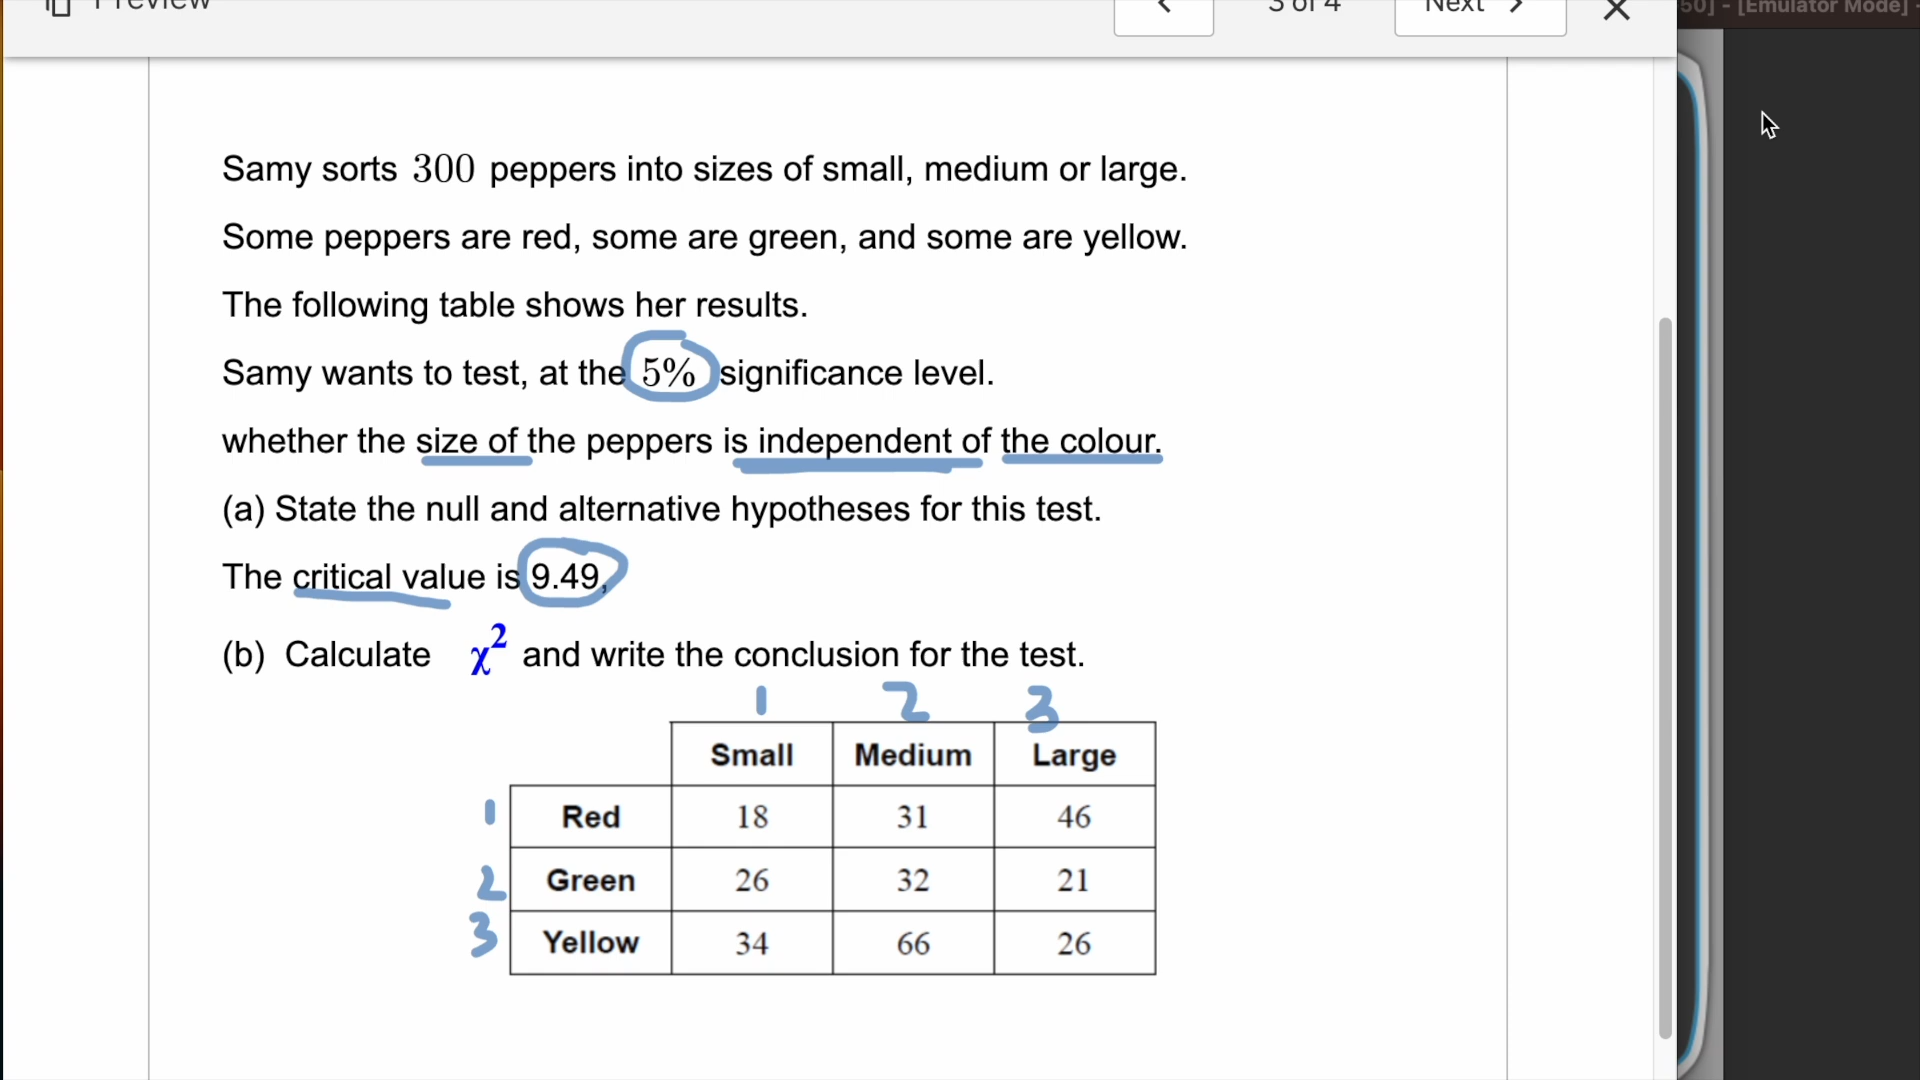 Preview
3 of 4
Next
50] - [Emulator Mode] -
Samy sorts 300 peppers into sizes of small, medium or large.
Some peppers are red, some are green, and some are yellow.
The following table shows her results.
Samy wants to test, at the 5% significance level.
whether the size of the peppers is independent of the colour.
(a) State the null and alternative hypotheses for this test.
The critical value is 9.49,
(b) Calculate χ² and write the conclusion for the test.
1 2 3
Small Medium Large
1 Red 18 31 46
2 Green 26 32 21
3 Yellow 34 66 26